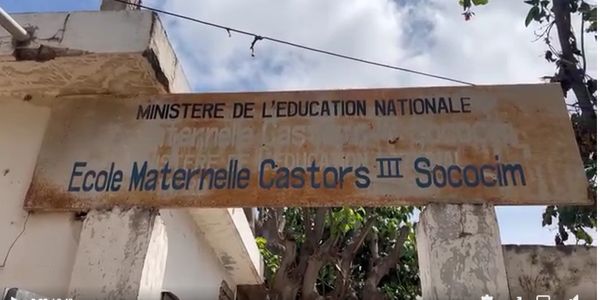 MINISTERE DE L'EDUCATION NATIONALE
Ecole Maternelle Castors III Sococim